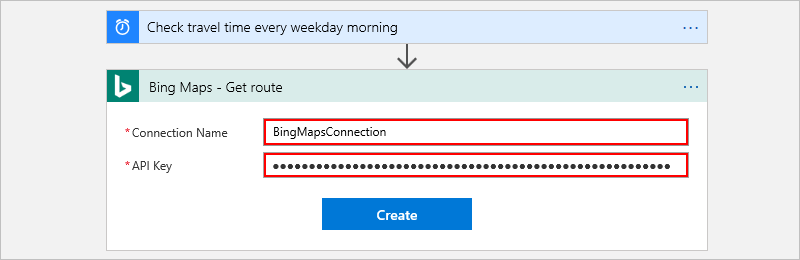 Check travel time every weekday morning ...
Bing Maps - Get route ...
*Connection Name BingMapsConnection
*API Key ••••••••••••••••••••••••••••••••••••••••••••••••••••••••
Create